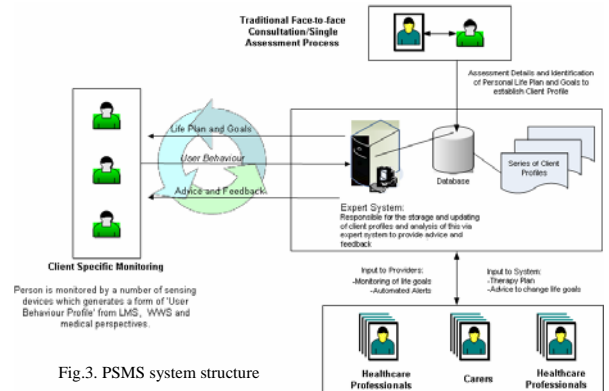 Traditional Face-to-face
Consultation/Single
Assessment Process
Assessment Details and Identification
of Personal Life Plan and Goals to
establish Client Profile
Life Plan and Goals
User Behaviour
Advice and Feedback
Database
Series of Client
Profiles
Expert System:
Responsible for the storage and updating
of client profiles and analysis of this via
expert system to provide advice and
feedback
Client Specific Monitoring
Person is monitored by a number of sensing
devices which generates a form of 'User
Behaviour Profile' from LMS, WWS and
medical perspectives.
Input to Providers:
-Monitoring of life goals
-Automated Alerts
Input to System:
-Therapy Plan
-Advice to change life goals
Healthcare
Professionals
Carers
Healthcare
Professionals
Fig.3. PSMS system structure